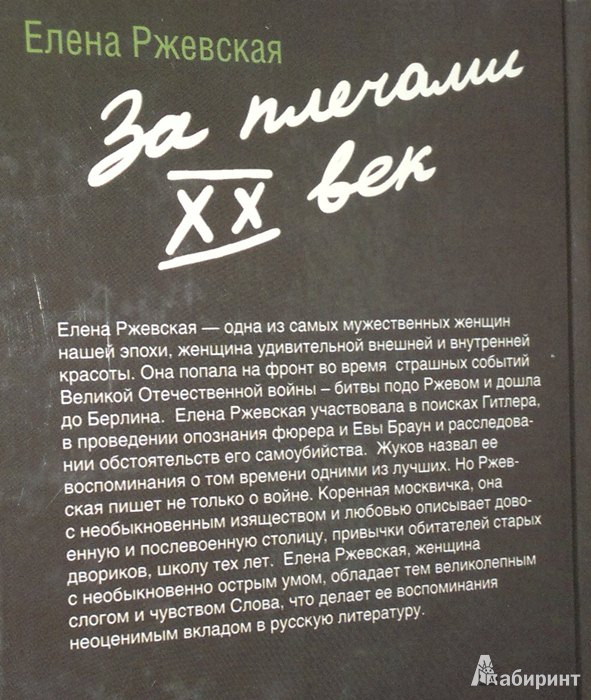 Елена Ржевская
За плечами
XX век
Елена Ржевская — одна из самых мужественных женщин
нашей эпохи, женщина удивительной внешней и внутренней
красоты. Она попала на фронт во время страшных событий
Великой Отечественной войны – битвы подо Ржевом и дошла
до Берлина. Елена Ржевская участвовала в поисках Гитлера,
в проведении опознания фюрера и Евы Браун и расследова-
нии обстоятельств его самоубийства. Жуков назвал ее
воспоминания о том времени одними из лучших. Но Ржев-
ская пишет не только о войне. Коренная москвичка, она
с необыкновенным изяществом и любовью описывает дово-
енную и послевоенную столицу, привычки обитателей старых
двориков, школу тех лет. Елена Ржевская, женщина
с необыкновенно острым умом, обладает тем великолепным
слогом и чувством Слова, что делает ее воспоминания
неоценимым вкладом в русскую литературу.
Лабиринт